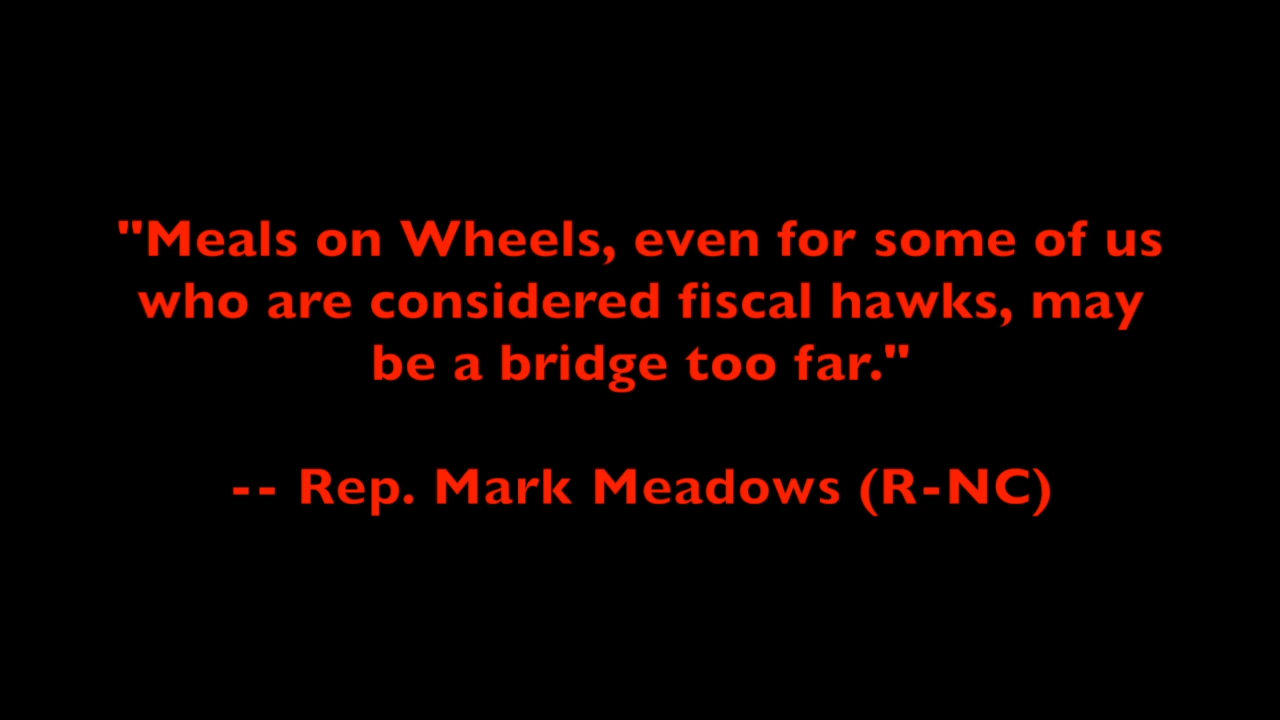 "Meals on Wheels, even for some of us
who are considered fiscal hawks, may
be a bridge too far."
-- Rep. Mark Meadows (R-NC)